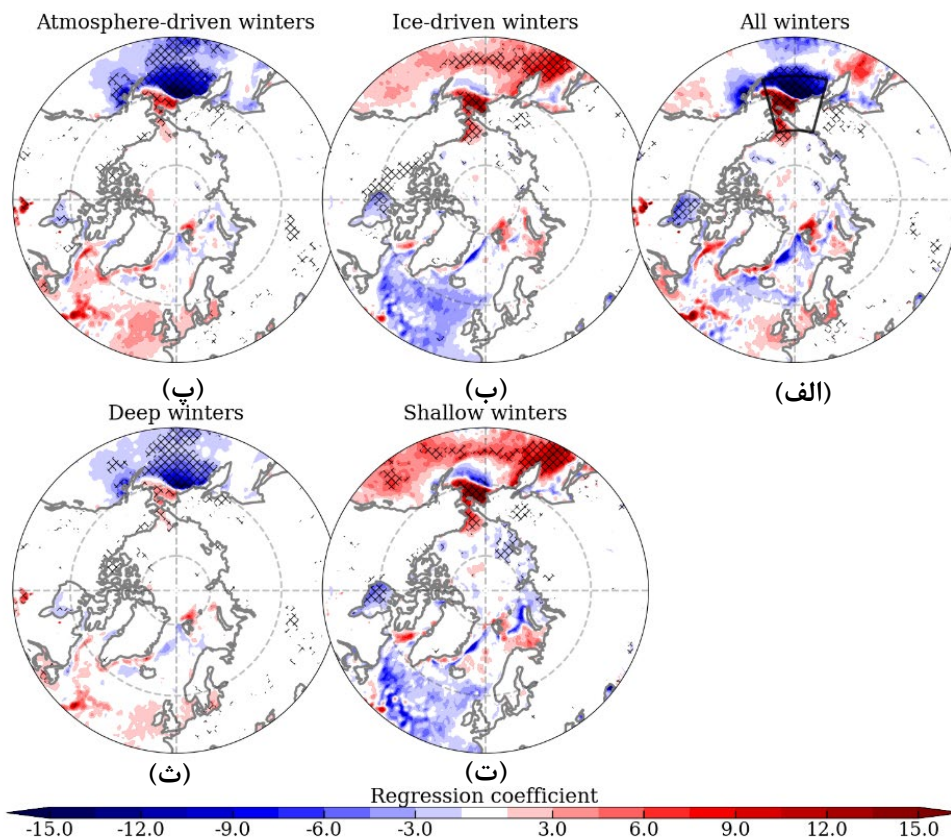 Atmosphere-driven winters Ice-driven winters All winters
(پ) (ب) (الف)
Deep winters Shallow winters
(ث) (ت)
Regression coefficient
-15.0 -12.0 -9.0 -6.0 -3.0 3.0 6.0 9.0 12.0 15.0